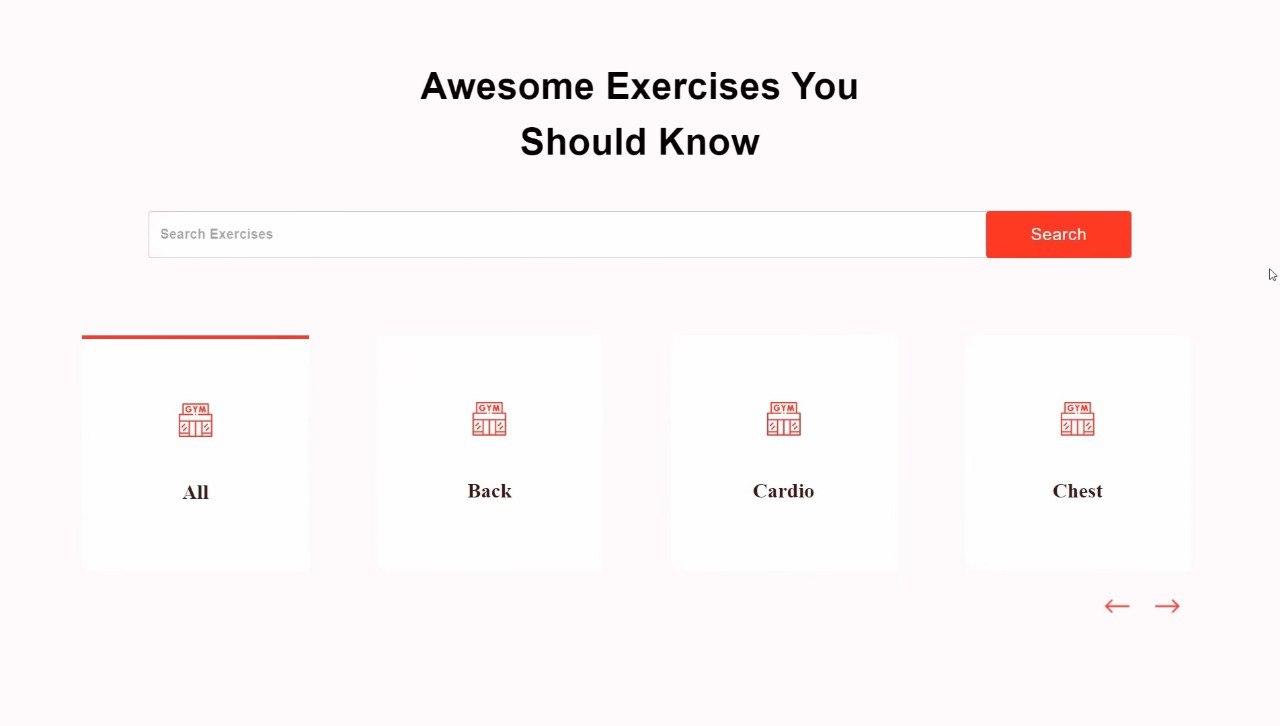 Awesome Exercises You
Should Know
Search Exercises
Search
GYM
GYM
GYM
GYM
All
Back
Cardio
Chest